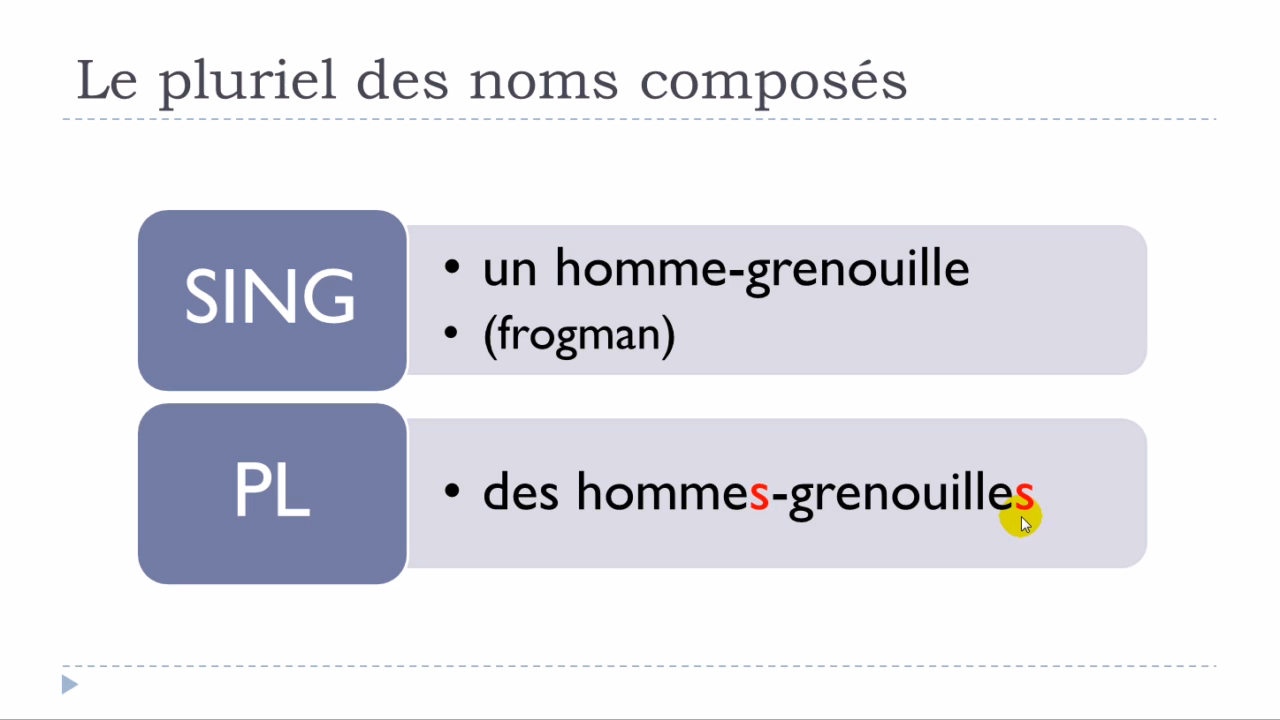 Le pluriel des noms composés
SING
• un homme-grenouille
• (frogman)
PL
• des hommes-grenouilles